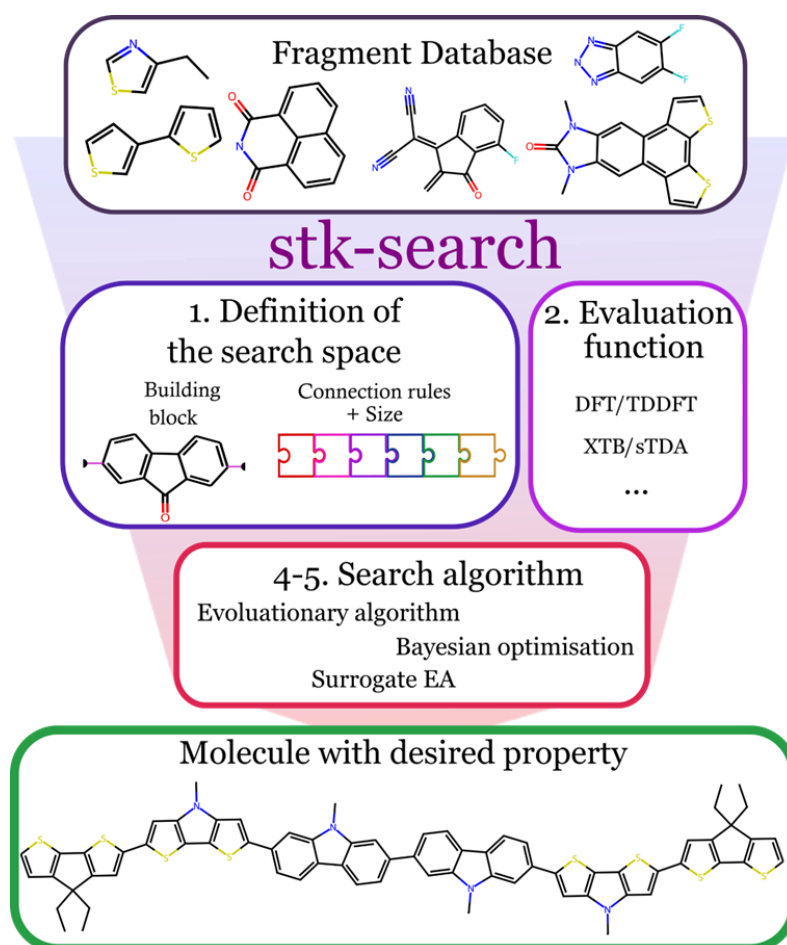 Fragment Database
N
S
N
N
N
F
F
S
S
O
N
O
N
N
O
F
N
O
N
S
S
stk-search
1. Definition of
the search space
Building
block
O
Connection rules
+ Size
2. Evaluation
function
DFT/TDDFT
XTB/sTDA
...
4-5. Search algorithm
Evoluationary algorithm
Bayesian optimisation
Surrogate EA
Molecule with desired property
S
S
N
S
S
N
N
S
S
N
S
S